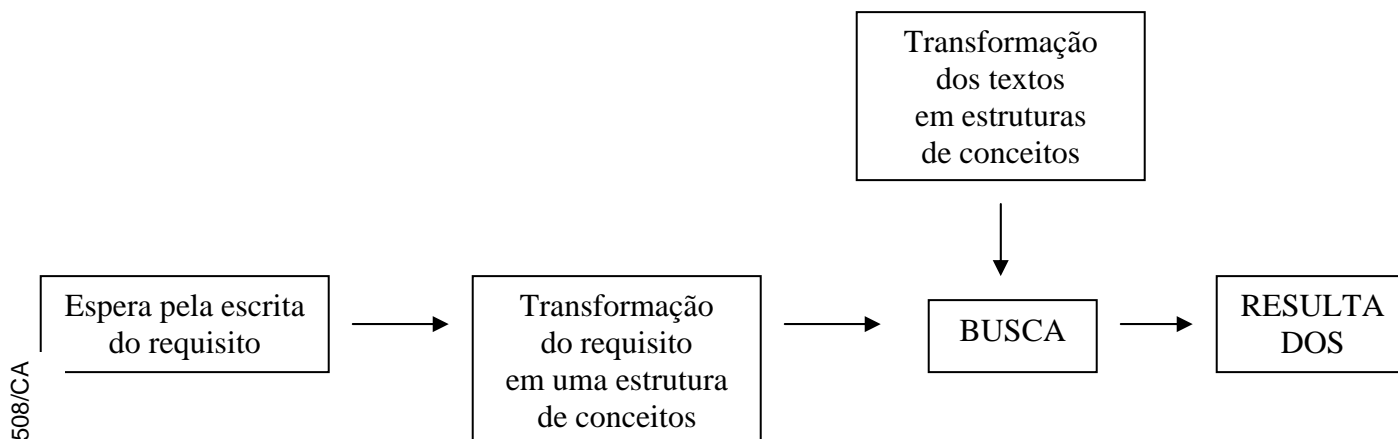 Transformação
dos textos
em estruturas
de conceitos
Espera pela escrita
do requisito
Transformação
do requisito
em uma estrutura
de conceitos
BUSCA
RESULTA
DOS
508/CA